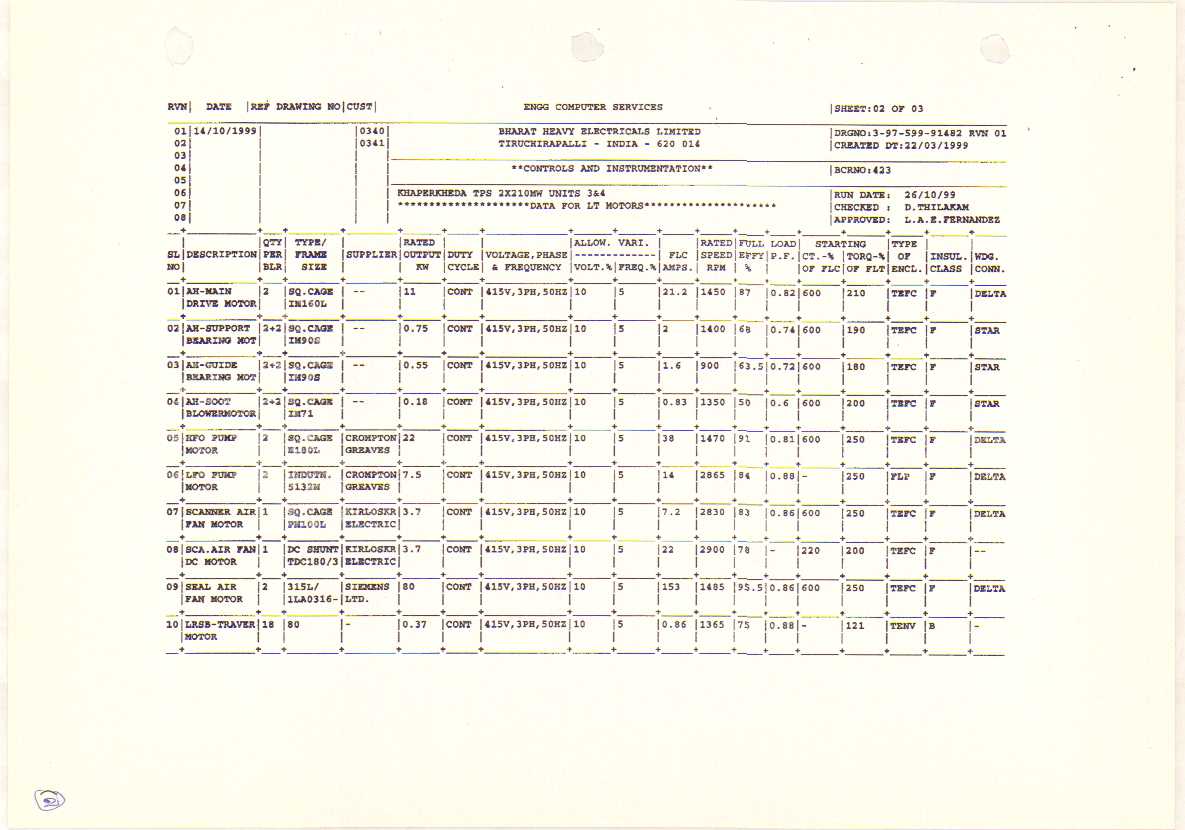 RVN| DATE |REF DRAWING NO|CUST| ENGG COMPUTER SERVICES |SHEET:02 OF 03
01|14/10/1999| |0340| BHARAT HEAVY ELECTRICALS LIMITED |DRGNO:3-97-599-91482 RVN 01
02| | |0341| TIRUCHIRAPALLI - INDIA - 620 014 |CREATED DT:22/03/1999
03| | | |
04| | | | **CONTROLS AND INSTRUMENTATION** |BCRNO:423
05| | | |
06| | | | KHAPERKHEDA TPS 2X210MW UNITS 3&4 |RUN DATE: 26/10/99
07| | | | *********************DATA FOR LT MOTORS********************* |CHECKED : D.THILAKAM
08| | | | |APPROVED: L.A.E.FERNANDEZ
| |QTY| TYPE/ | |RATED | | |ALLOW. VARI. | |RATED|FULL LOAD| STARTING |TYPE | |
SL|DESCRIPTION|PER| FRAME |SUPPLIER|OUTPUT|DUTY |VOLTAGE,PHASE|-------------| FLC |SPEED|EFFY|P.F.|CT.-% |TORQ-%| OF |INSUL.|WDG.
NO| |BLR| SIZE | | KW |CYCLE| & FREQUENCY |VOLT.%|FREQ.%|AMPS.| RPM | % | |OF FLC|OF FLT|ENCL.|CLASS |CONN.
01|AH-MAIN |2 |SQ.CAGE | -- |11 |CONT |415V,3PH,50HZ|10 |5 |21.2 |1450 |87 |0.82|600 |210 |TEFC |F |DELTA
|DRIVE MOTOR| |IM160L
02|AH-SUPPORT |2+2|SQ.CAGE | -- |0.75 |CONT |415V,3PH,50HZ|10 |5 |2 |1400 |68 |0.74|600 |190 |TEFC |F |STAR
|BEARING MOT| |IM90S
03|AH-GUIDE |2+2|SQ.CAGE | -- |0.55 |CONT |415V,3PH,50HZ|10 |5 |1.6 |900 |63.5|0.72|600 |180 |TEFC |F |STAR
|BEARING MOT| |IM90S
04|AH-SOOT |2+2|SQ.CAGE | -- |0.18 |CONT |415V,3PH,50HZ|10 |5 |0.83 |1350 |50 |0.6 |600 |200 |TEFC |F |STAR
|BLOWERMOTOR| |IM71
05|HFO PUMP |2 |SQ.CAGE |CROMPTON|22 |CONT |415V,3PH,50HZ|10 |5 |38 |1470 |91 |0.81|600 |250 |TEFC |F |DELTA
|MOTOR | |E180L |GREAVES
06|LFO PUMP |2 |INDUTN. |CROMPTON|7.5 |CONT |415V,3PH,50HZ|10 |5 |14 |2865 |84 |0.88|- |250 |FLP |F |DELTA
|MOTOR | |S132M |GREAVES
07|SCANNER AIR|1 |SQ.CAGE |KIRLOSKR|3.7 |CONT |415V,3PH,50HZ|10 |5 |7.2 |2830 |83 |0.86|600 |250 |TEFC |F |DELTA
|FAN MOTOR | |PN100L |ELECTRIC|
08|SCA.AIR FAN|1 |DC SHUNT|KIRLOSKR|3.7 |CONT |415V,3PH,50HZ|10 |5 |22 |2900 |78 |- |220 |200 |TEFC |F |--
|DC MOTOR | |TDC180/3|ELECTRIC|
09|SEAL AIR |2 |315L/ |SIEMENS |80 |CONT |415V,3PH,50HZ|10 |5 |153 |1485 |95.5|0.86|600 |250 |TEFC |F |DELTA
|FAN MOTOR | |1LA0316-|LTD.
10|LRSB-TRAVER|18 |80 |- |0.37 |CONT |415V,3PH,50HZ|10 |5 |0.86 |1365 |75 |0.88|- |121 |TENV |B |-
|MOTOR